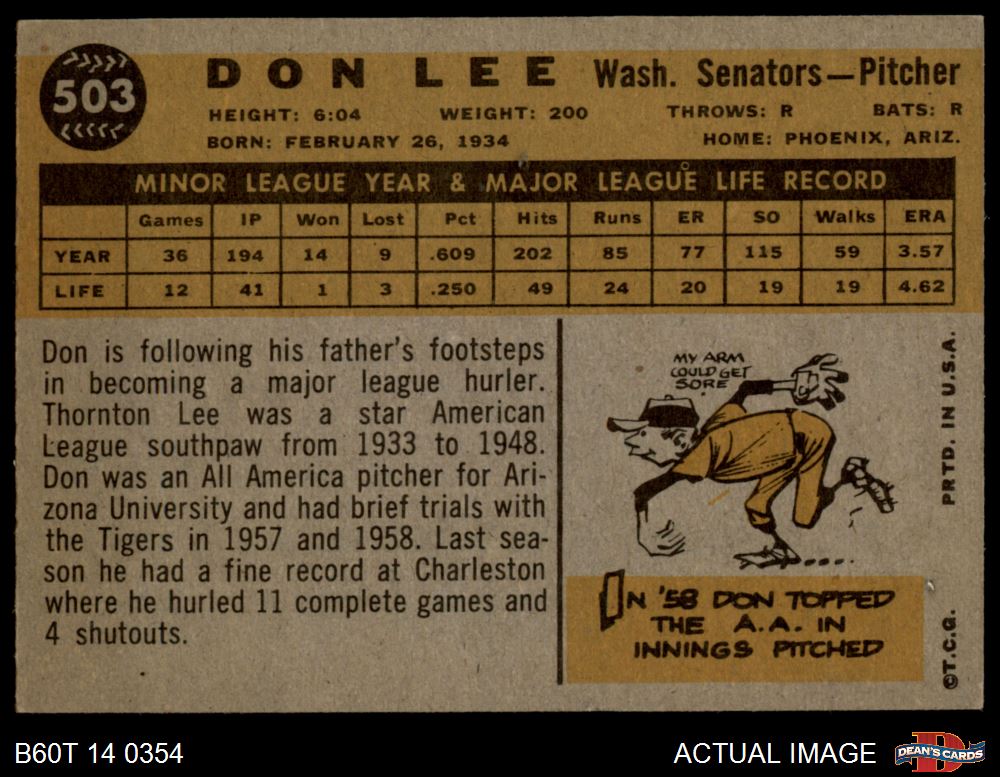 503
DON LEE Wash. Senators—Pitcher
HEIGHT: 6:04 WEIGHT: 200 THROWS: R BATS: R
BORN: FEBRUARY 26, 1934 HOME: PHOENIX, ARIZ.
MINOR LEAGUE YEAR & MAJOR LEAGUE LIFE RECORD
Games IP Won Lost Pct Hits Runs ER SO Walks ERA
YEAR 36 194 14 9 .609 202 85 77 115 59 3.57
LIFE 12 41 1 3 .250 49 24 20 19 19 4.62
Don is following his father's footsteps
in becoming a major league hurler.
Thornton Lee was a star American
League southpaw from 1933 to 1948.
Don was an All America pitcher for Ari-
zona University and had brief trials with
the Tigers in 1957 and 1958. Last sea-
son he had a fine record at Charleston
where he hurled 11 complete games and
4 shutouts.
MY ARM
COULD GET
SORE
IN '58 DON TOPPED
THE A.A. IN
INNINGS PITCHED
©T.C.G. PRTD. IN U.S.A.
B60T 14 0354 ACTUAL IMAGE
D
DEAN'S CARDS